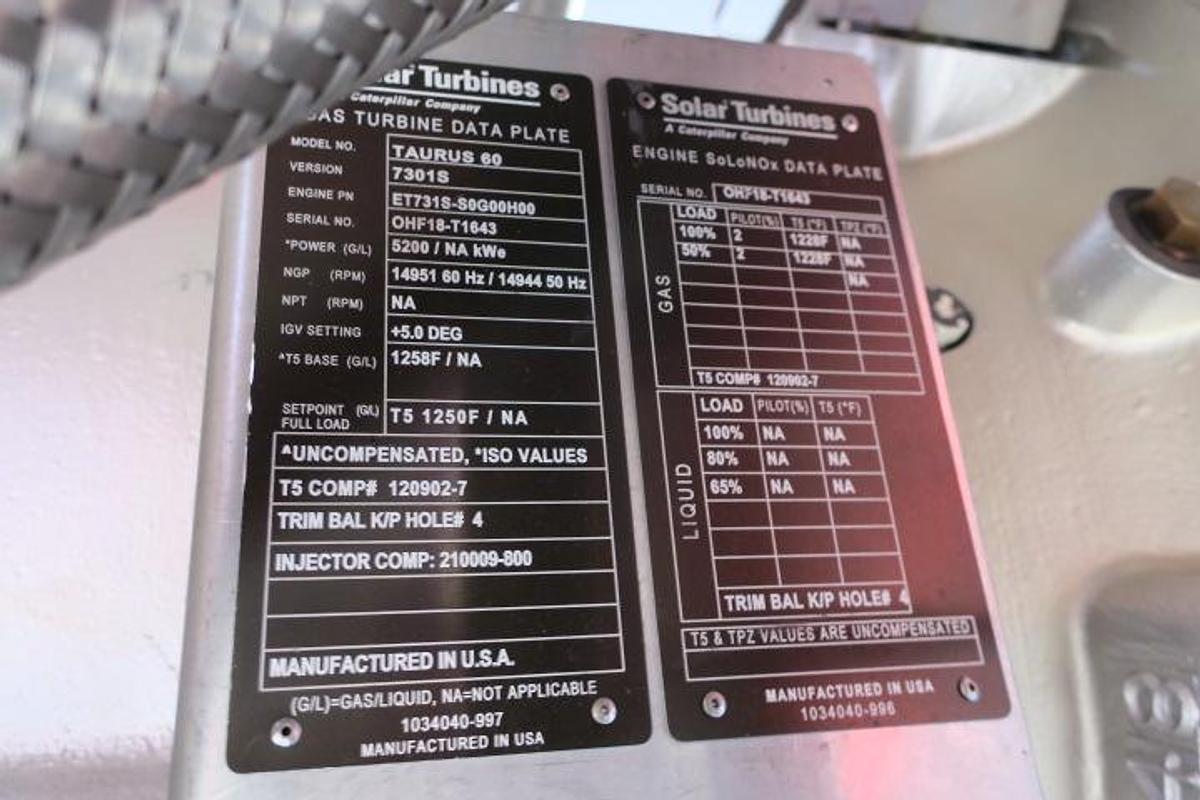 Solar Turbines
Caterpillar Company
GAS TURBINE DATA PLATE
MODEL NO. TAURUS 60
VERSION 7301S
ENGINE PN ET731S-S0G00H00
SERIAL NO. OHF18-T1643
*POWER (G/L) 5200 / NA kWe
NGP (RPM) 14951 60 Hz / 14944 50 Hz
NPT (RPM) NA
IGV SETTING +5.0 DEG
^T5 BASE (G/L) 1258F / NA
SETPOINT (G/L) FULL LOAD T5 1250F / NA
^UNCOMPENSATED, *ISO VALUES
T5 COMP# 120902-7
TRIM BAL K/P HOLE# 4
INJECTOR COMP: 210009-800
MANUFACTURED IN U.S.A.
(G/L)=GAS/LIQUID, NA=NOT APPLICABLE
1034040-997
MANUFACTURED IN USA
Solar Turbines
A Caterpillar Company
ENGINE SoLoNOx DATA PLATE
SERIAL NO. OHF18-T1643
GAS
LOAD PILOT(%) T5 (°F) TPZ (°F)
100% 2 1228F NA
50% 2 1228F NA
NA
T5 COMP# 120902-7
LIQUID
LOAD PILOT(%) T5 (°F)
100% NA NA
80% NA NA
65% NA NA
TRIM BAL K/P HOLE# 4
T5 & TPZ VALUES ARE UNCOMPENSATED
MANUFACTURED IN USA
1034040-996